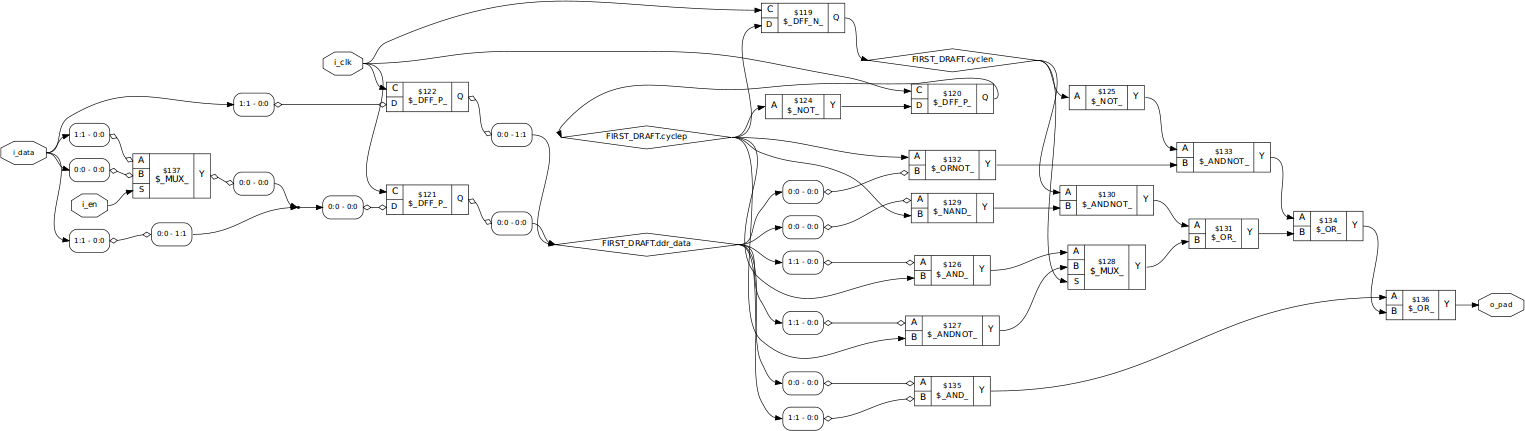 i_data
1:1 - 0:0
1:1 - 0:0
0:0 - 0:0
i_en
1:1 - 0:0
A
B
S
$137
$_MUX_
Y
0:0 - 1:1
0:0 - 0:0
i_clk
0:0 - 0:0
C
D
$122
$_DFF_P_
Q
C
D
$121
$_DFF_P_
Q
0:0 - 1:1
0:0 - 0:0
FIRST_DRAFT.cyclep
FIRST_DRAFT.ddr_data
C
D
$119
$_DFF_N_
Q
A
$124
$_NOT_
Y
0:0 - 0:0
0:0 - 0:0
1:1 - 0:0
1:1 - 0:0
0:0 - 0:0
1:1 - 0:0
FIRST_DRAFT.cyclen
C
D
$120
$_DFF_P_
Q
A
B
$132
$_ORNOT_
Y
A
B
$129
$_NAND_
Y
A
B
$126
$_AND_
Y
A
B
$127
$_ANDNOT_
Y
A
B
$135
$_AND_
Y
A
$125
$_NOT_
Y
A
B
$130
$_ANDNOT_
Y
A
B
S
$128
$_MUX_
Y
A
B
$133
$_ANDNOT_
Y
A
B
$131
$_OR_
Y
A
B
$134
$_OR_
Y
A
B
$136
$_OR_
Y
o_pad